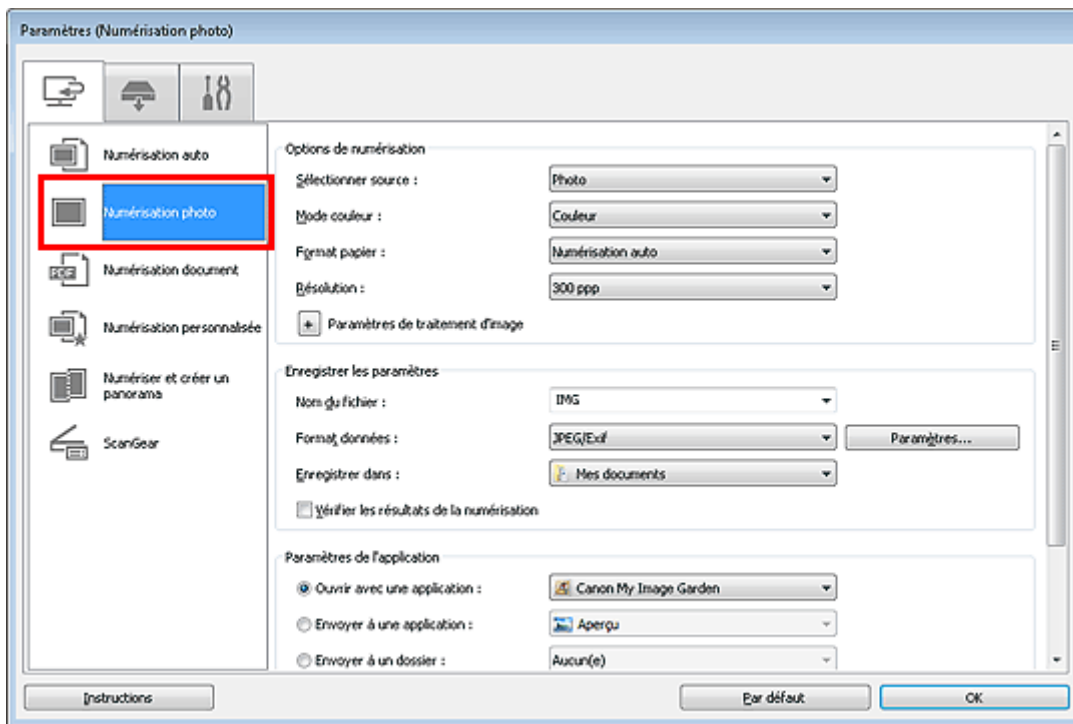 Paramètres (Numérisation photo)
Numérisation auto
Numérisation photo
PDF
Numérisation document
Numérisation personnalisée
Numériser et créer un
panorama
ScanGear
Options de numérisation
Sélectionner source : Photo
Mode couleur : Couleur
Format papier : Numérisation auto
Résolution : 300 ppp
+ Paramètres de traitement d'image
Enregistrer les paramètres
Nom du fichier : IMG
Format données : JPEG/Exif Paramètres...
Enregistrer dans : Mes documents
Vérifier les résultats de la numérisation
Paramètres de l'application
Ouvrir avec une application : Canon My Image Garden
Envoyer á une application : Aperçu
Envoyer á un dossier : Aucun(e)
Instructions Par défaut OK